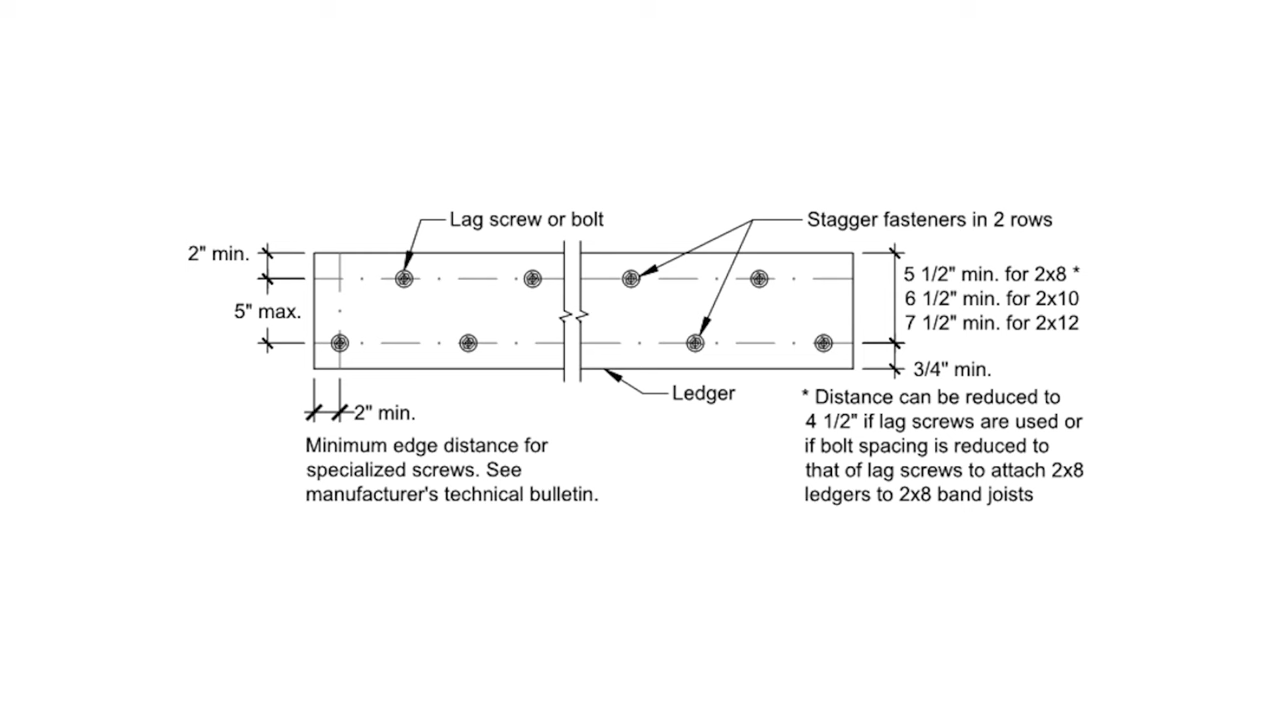 Lag screw or bolt
Stagger fasteners in 2 rows
2" min.
5" max.
5 1/2" min. for 2x8 *
6 1/2" min. for 2x10
7 1/2" min. for 2x12
3/4" min.
Ledger
2" min.
Minimum edge distance for
specialized screws. See
manufacturer's technical bulletin.
* Distance can be reduced to
4 1/2" if lag screws are used or
if bolt spacing is reduced to
that of lag screws to attach 2x8
ledgers to 2x8 band joists